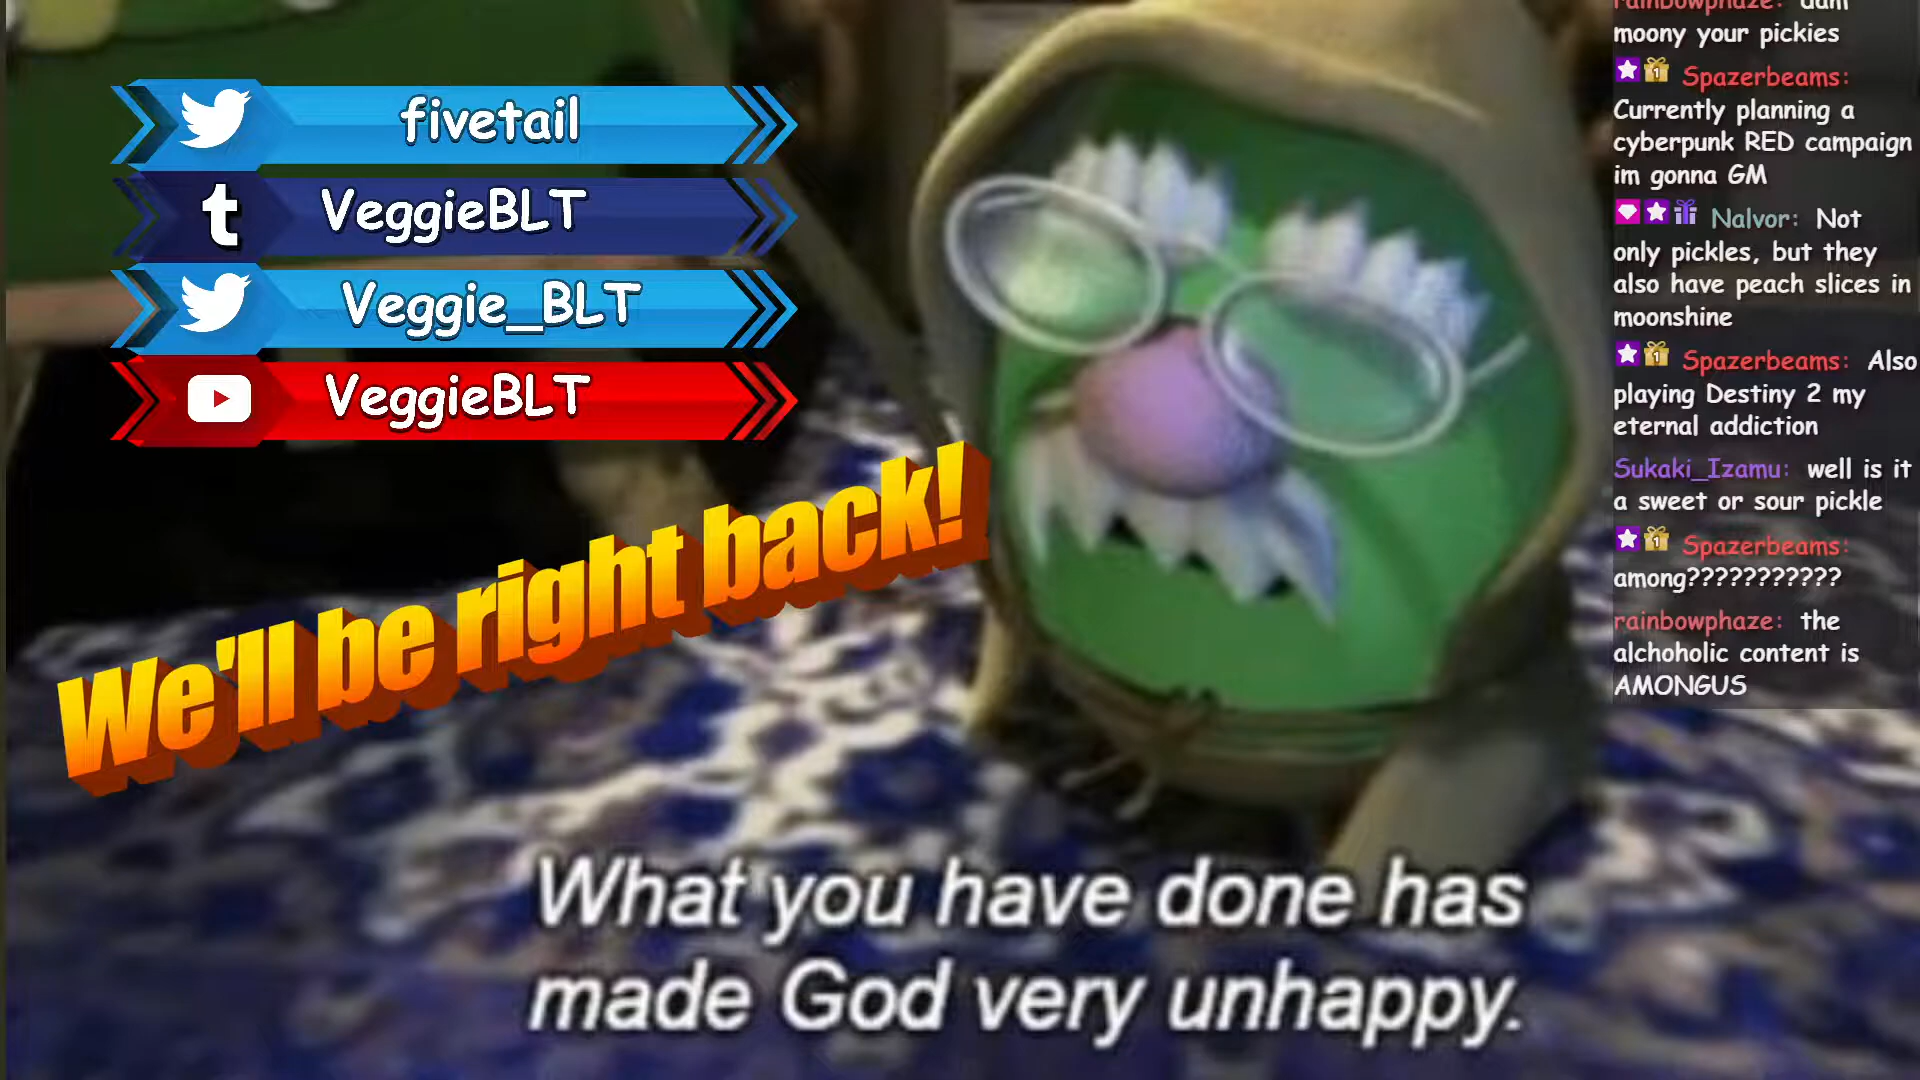 fivetail
VeggieBLT
Veggie_BLT
VeggieBLT
We'll be right back!
What you have done has
made God very unhappy.
rainbowphaze: dam
moony your pickies
Spazerbeams:
Currently planning a
cyberpunk RED campaign
im gonna GM
Nalvor: Not
only pickles, but they
also have peach slices in
moonshine
Spazerbeams: Also
playing Destiny 2 my
eternal addiction
Sukaki_Izamu: well is it
a sweet or sour pickle
Spazerbeams:
among???????????
rainbowphaze: the
alchoholic content is
AMONGUS